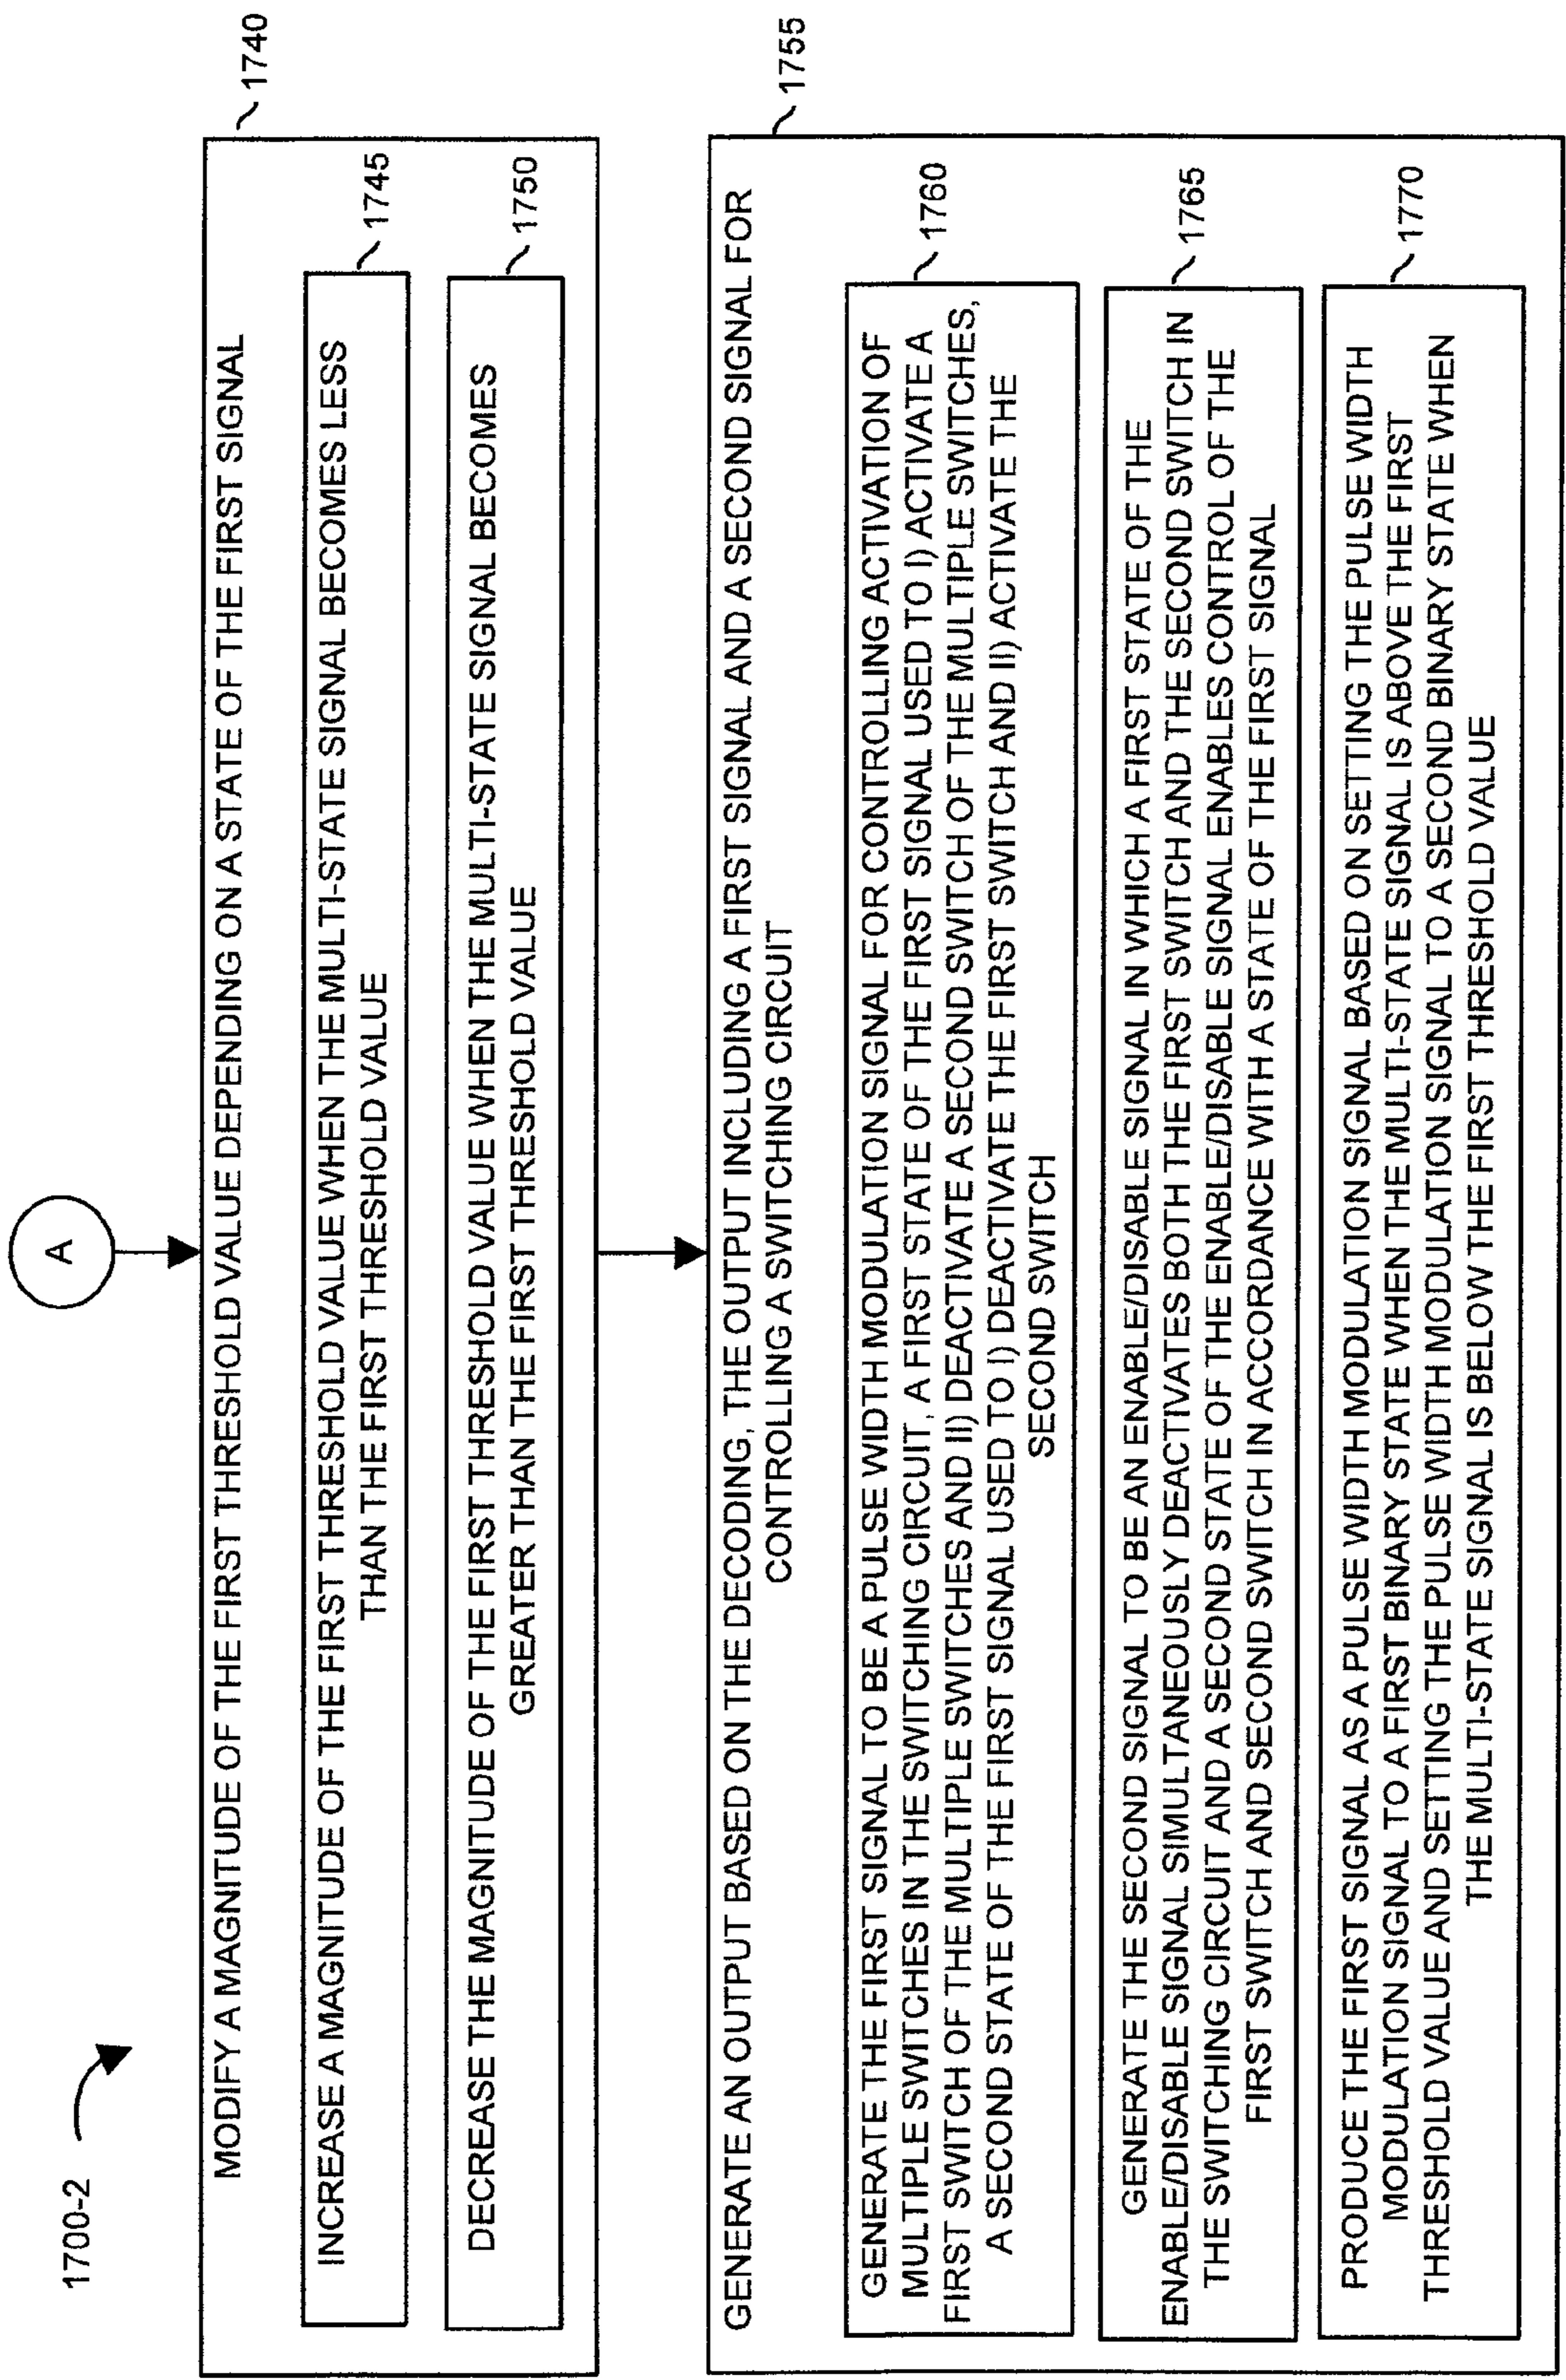 1700-2
A
1740
MODIFY A MAGNITUDE OF THE FIRST THRESHOLD VALUE DEPENDING ON A STATE OF THE FIRST SIGNAL
1745
INCREASE A MAGNITUDE OF THE FIRST THRESHOLD VALUE WHEN THE MULTI-STATE SIGNAL BECOMES LESS
THAN THE FIRST THRESHOLD VALUE
1750
DECREASE THE MAGNITUDE OF THE FIRST THRESHOLD VALUE WHEN THE MULTI-STATE SIGNAL BECOMES
GREATER THAN THE FIRST THRESHOLD VALUE
1755
GENERATE AN OUTPUT BASED ON THE DECODING, THE OUTPUT INCLUDING A FIRST SIGNAL AND A SECOND SIGNAL FOR
CONTROLLING A SWITCHING CIRCUIT
1760
GENERATE THE FIRST SIGNAL TO BE A PULSE WIDTH MODULATION SIGNAL FOR CONTROLLING ACTIVATION OF
MULTIPLE SWITCHES IN THE SWITCHING CIRCUIT, A FIRST STATE OF THE FIRST SIGNAL USED TO I) ACTIVATE A
FIRST SWITCH OF THE MULTIPLE SWITCHES AND II) DEACTIVATE A SECOND SWITCH OF THE MULTIPLE SWITCHES,
A SECOND STATE OF THE FIRST SIGNAL USED TO I) DEACTIVATE THE FIRST SWITCH AND II) ACTIVATE THE
SECOND SWITCH
1765
GENERATE THE SECOND SIGNAL TO BE AN ENABLE/DISABLE SIGNAL IN WHICH A FIRST STATE OF THE
ENABLE/DISABLE SIGNAL SIMULTANEOUSLY DEACTIVATES BOTH THE FIRST SWITCH AND THE SECOND SWITCH IN
THE SWITCHING CIRCUIT AND A SECOND STATE OF THE ENABLE/DISABLE SIGNAL ENABLES CONTROL OF THE
FIRST SWITCH AND SECOND SWITCH IN ACCORDANCE WITH A STATE OF THE FIRST SIGNAL
1770
PRODUCE THE FIRST SIGNAL AS A PULSE WIDTH MODULATION SIGNAL BASED ON SETTING THE PULSE WIDTH
MODULATION SIGNAL TO A FIRST BINARY STATE WHEN THE MULTI-STATE SIGNAL IS ABOVE THE FIRST
THRESHOLD VALUE AND SETTING THE PULSE WIDTH MODULATION SIGNAL TO A SECOND BINARY STATE WHEN
THE MULTI-STATE SIGNAL IS BELOW THE FIRST THRESHOLD VALUE